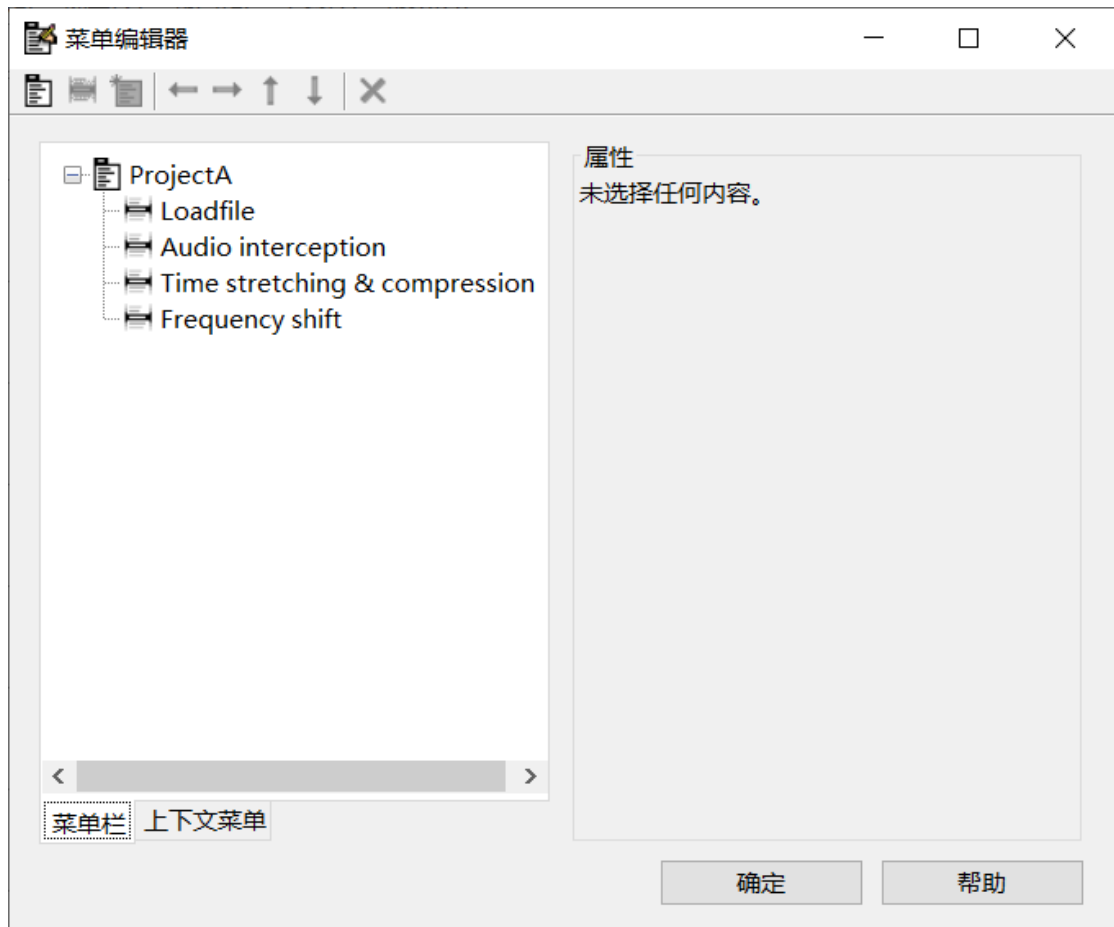 菜单编辑器
ProjectA
Loadfile
Audio interception
Time stretching & compression
Frequency shift
属性
未选择任何内容。
菜单栏
上下文菜单
确定
帮助